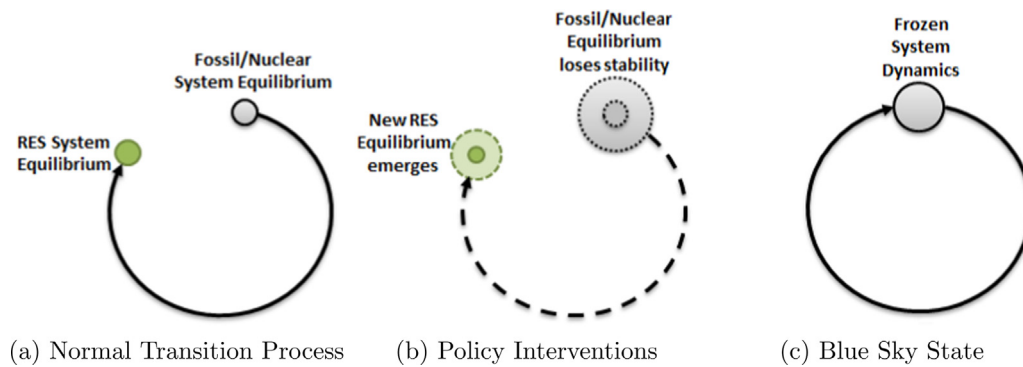 Fossil/Nuclear
System Equilibrium
RES System
Equilibrium
(a) Normal Transition Process
Fossil/Nuclear
Equilibrium
loses stability
New RES
Equilibrium
emerges
(b) Policy Interventions
Frozen
System
Dynamics
(c) Blue Sky State